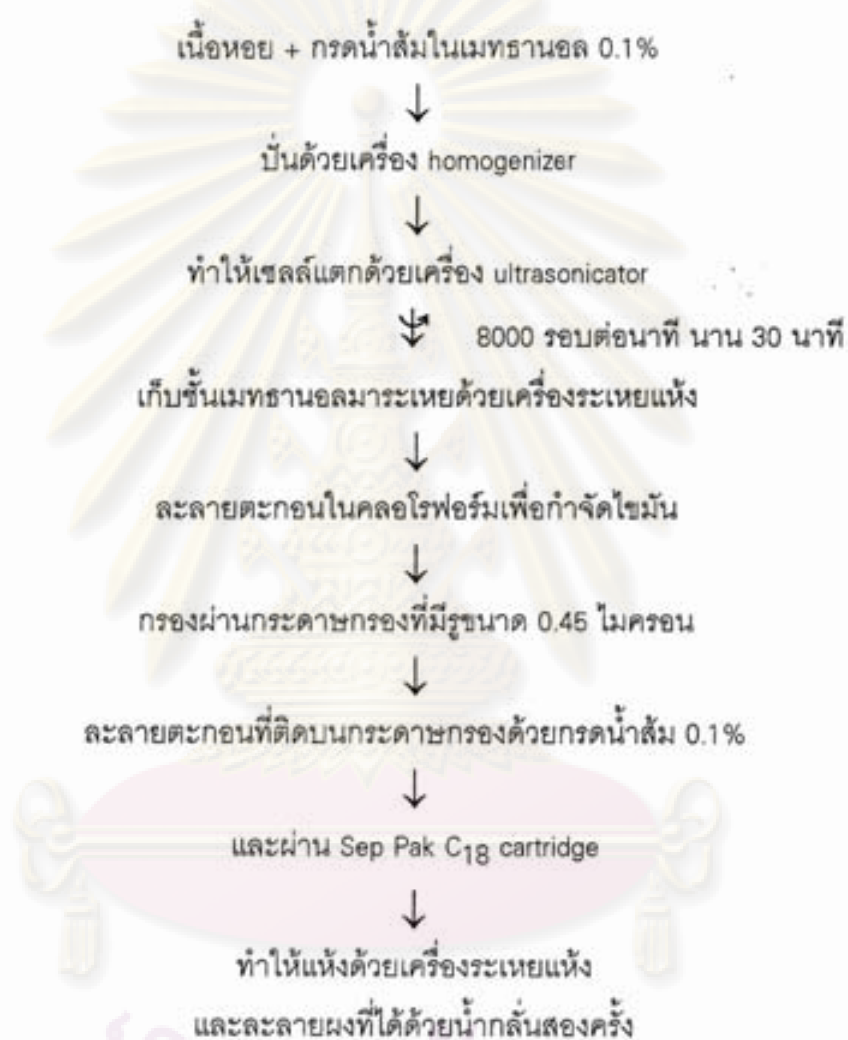 เนื้อหอย + กรดน้ำส้มในเมทธานอล 0.1%
↓
ปั่นด้วยเครื่อง homogenizer
↓
ทำให้เซลล์แตกด้วยเครื่อง ultrasonicator
8000 รอบต่อนาที นาน 30 นาที
เก็บชั้นเมทธานอลมาระเหยด้วยเครื่องระเหยแห้ง
↓
ละลายตะกอนในคลอโรฟอร์มเพื่อกำจัดไขมัน
↓
กรองผ่านกระดาษกรองที่มีรูขนาด 0.45 ไมครอน
↓
ละลายตะกอนที่ติดบนกระดาษกรองด้วยกรดน้ำส้ม 0.1%
↓
และผ่าน Sep Pak C18 cartridge
↓
ทำให้แห้งด้วยเครื่องระเหยแห้ง
และละลายผงที่ได้ด้วยน้ำกลั่นสองครั้ง